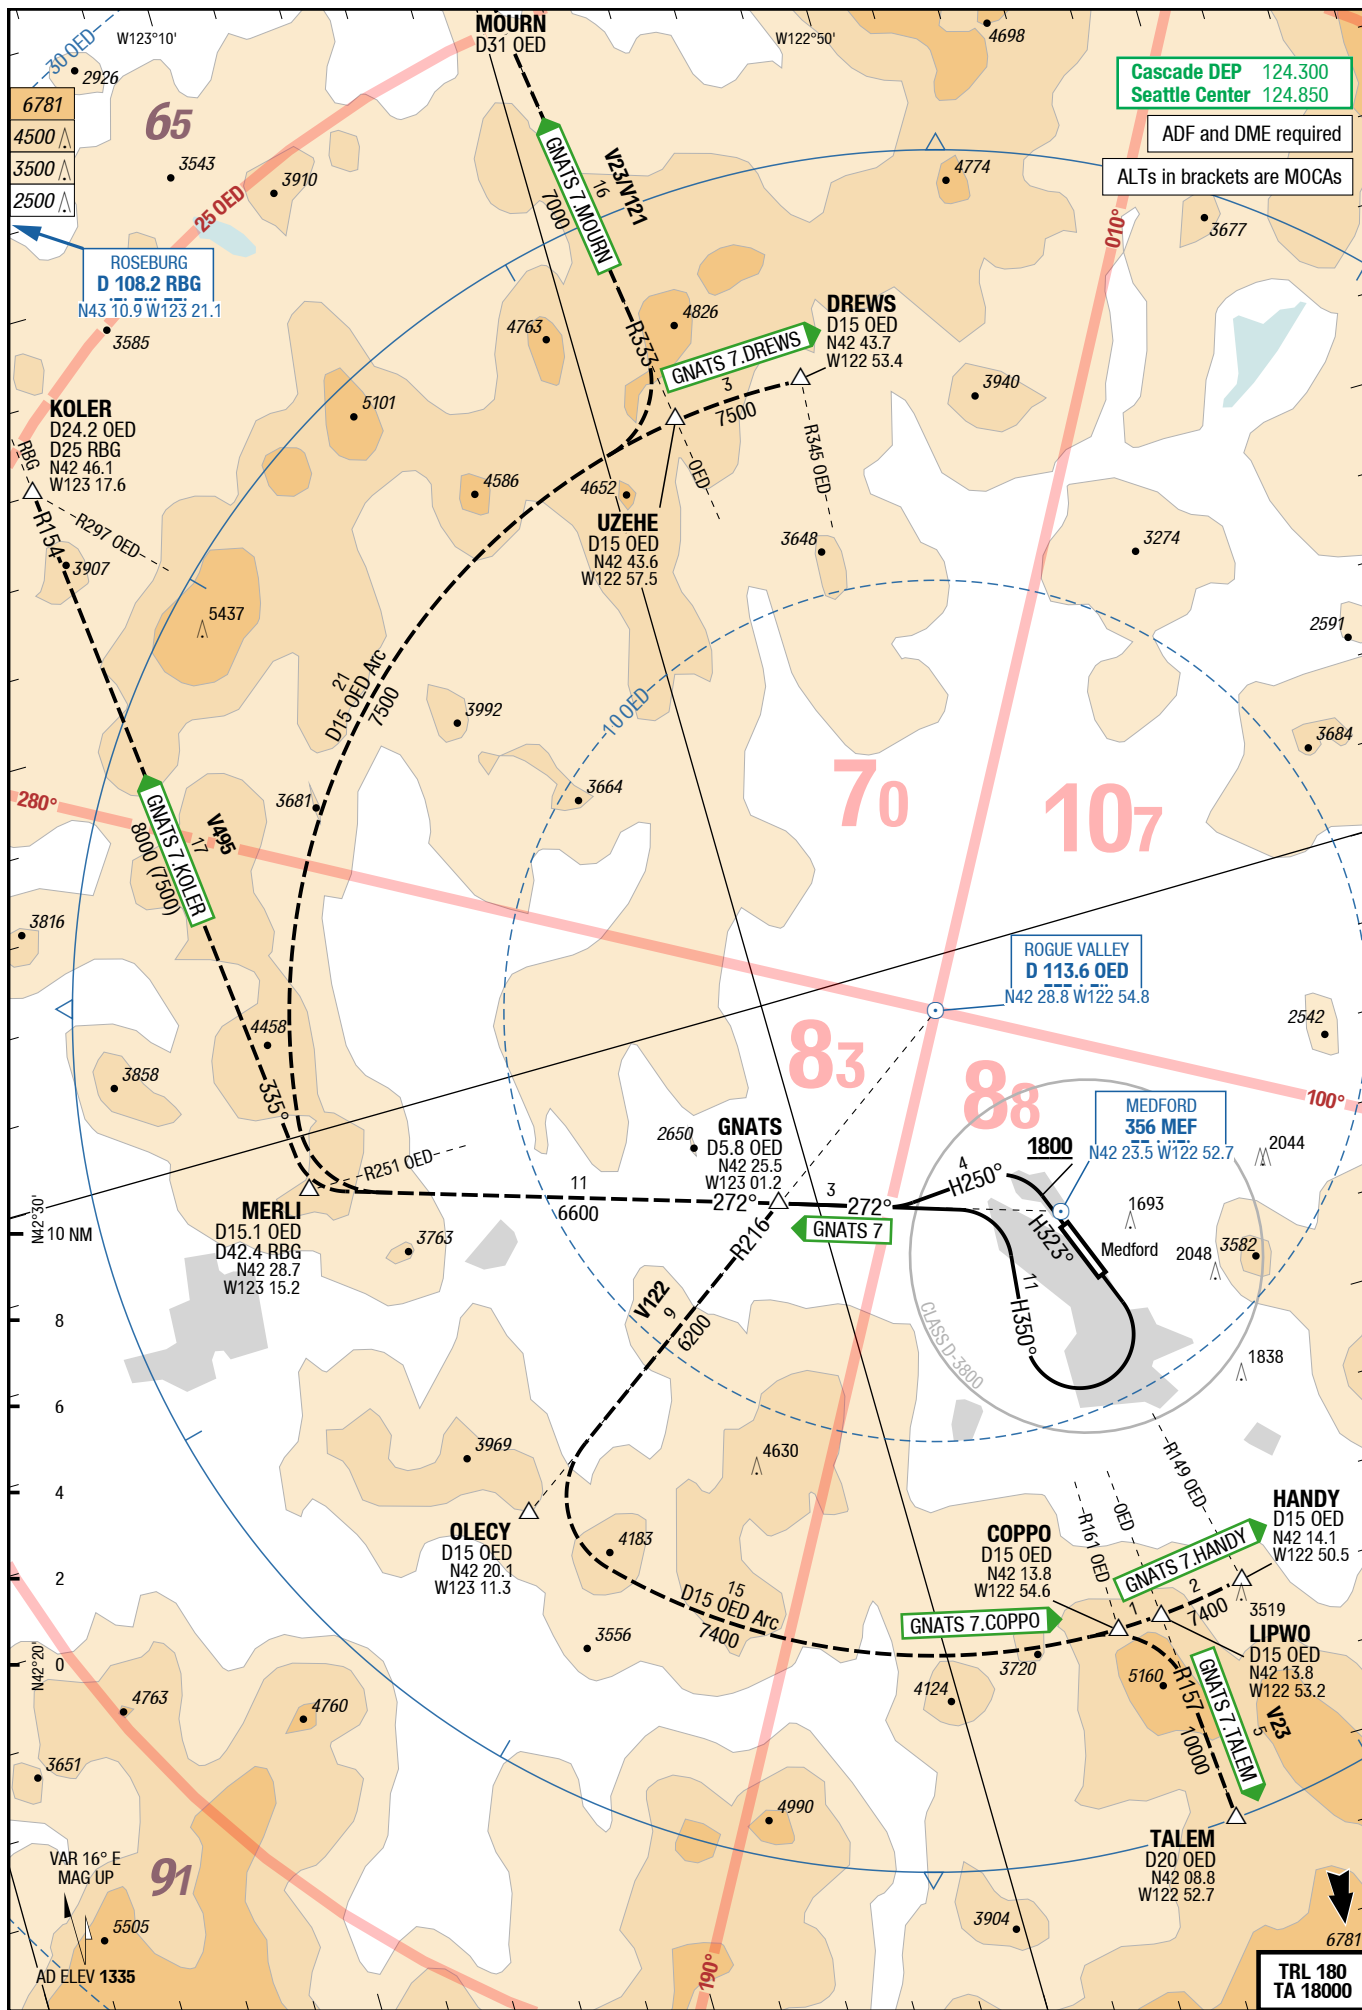 MOURN
D31 OED
W123°10'
W122°50'
30 OED
2926
4698
Cascade DEP 124.300
Seattle Center 124.850
ADF and DME required
ALTs in brackets are MOCAs
6781
4500
3500
2500
65
3543
3910
25 OED
GNATS 7.MOURN
16
7000
V23/V121
4774
3677
010°
ROSEBURG
D 108.2 RBG
N43 10.9 W123 21.1
3585
4763
4826
R333
GNATS 7.DREWS
3
7500
DREWS
D15 OED
N42 43.7
W122 53.4
3940
KOLER
D24.2 OED
D25 RBG
N42 46.1
W123 17.6
RBG
R154
R297 OED
3907
5101
4586
4652
OED
R345 OED
UZEHE
D15 OED
N42 43.6
W122 57.5
3648
3274
5437
2591
21
D15 OED Arc
7500
3992
10 OED
3684
3664
3681
70
107
280°
GNATS 7.KOLER
17
V495
8000 (7500)
3816
ROGUE VALLEY
D 113.6 OED
N42 28.8 W122 54.8
2542
4458
3858
335°
83
88
100°
MEDFORD
356 MEF
N42 23.5 W122 52.7
2044
GNATS
D5.8 OED
N42 25.5
W123 01.2
2650
1800
4
H250°
R251 OED
11
6600
272°
3
272°
GNATS 7
MERLI
D15.1 OED
D42.4 RBG
N42 28.7
W123 15.2
3763
R216
H323°
Medford
1693
2048
3582
N42°30'
10 NM
11
H350°
V122
9
6200
CLASS D-3800
1838
8
6
4
2
0
3969
4630
R149 OED
OED
R161 OED
OLECY
D15 OED
N42 20.1
W123 11.3
4183
COPPO
D15 OED
N42 13.8
W122 54.6
GNATS 7.HANDY
1
2
7400
HANDY
D15 OED
N42 14.1
W122 50.5
3519
15
D15 OED Arc
7400
GNATS 7.COPPO
3556
3720
4124
5160
LIPWO
D15 OED
N42 13.8
W122 53.2
R157
10000
GNATS 7.TALEM
5
V23
N42°20'
4763
4760
3651
4990
TALEM
D20 OED
N42 08.8
W122 52.7
VAR 16° E
MAG UP
91
5505
AD ELEV 1335
3904
190°
6781
TRL 180
TA 18000